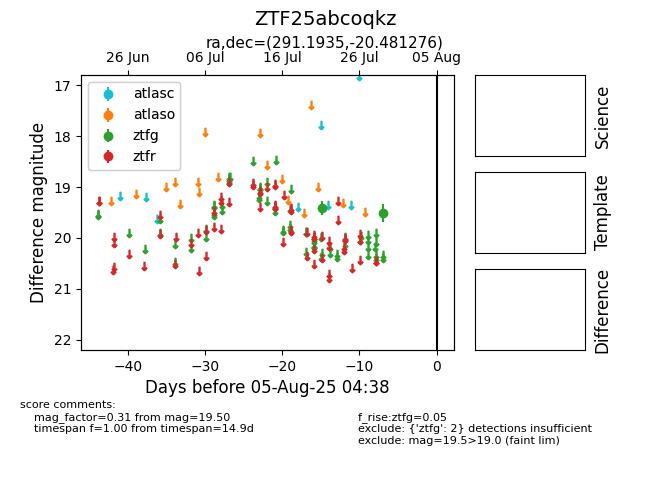 ZTF25abcoqkz
ra,dec=(291.1935,-20.481276)
26 Jun 06 Jul 16 Jul 26 Jul 05 Aug
17
18
19
20
21
22
Difference magnitude
atlasc
atlaso
ztfg
ztfr
−40 −30 −20 −10 0
Days before 05-Aug-25 04:38
Science
Template
Difference
score comments:
mag_factor=0.31 from mag=19.50
timespan f=1.00 from timespan=14.9d
f_rise:ztfg=0.05
exclude: {'ztfg': 2} detections insufficient
exclude: mag=19.5>19.0 (faint lim)